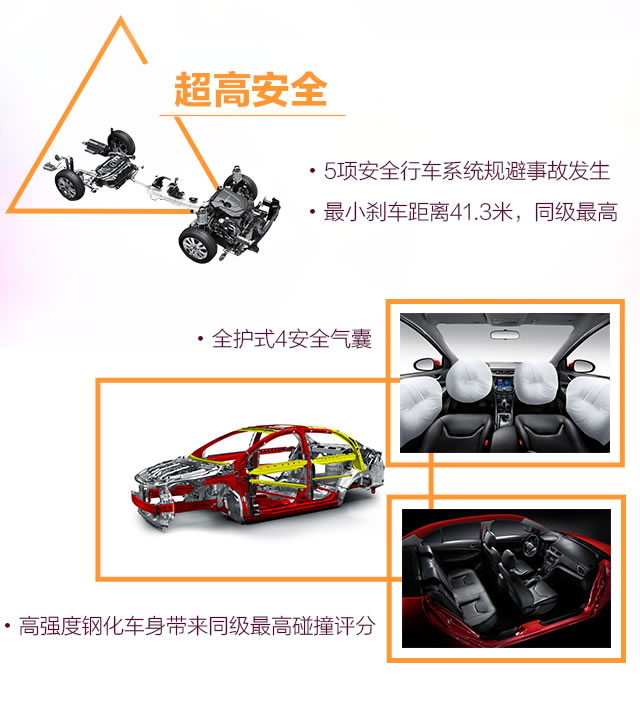 超高安全
• 5项安全行车系统规避事故发生
• 最小刹车距离41.3米，同级最高
• 全护式4安全气囊
• 高强度钢化车身带来同级最高碰撞评分